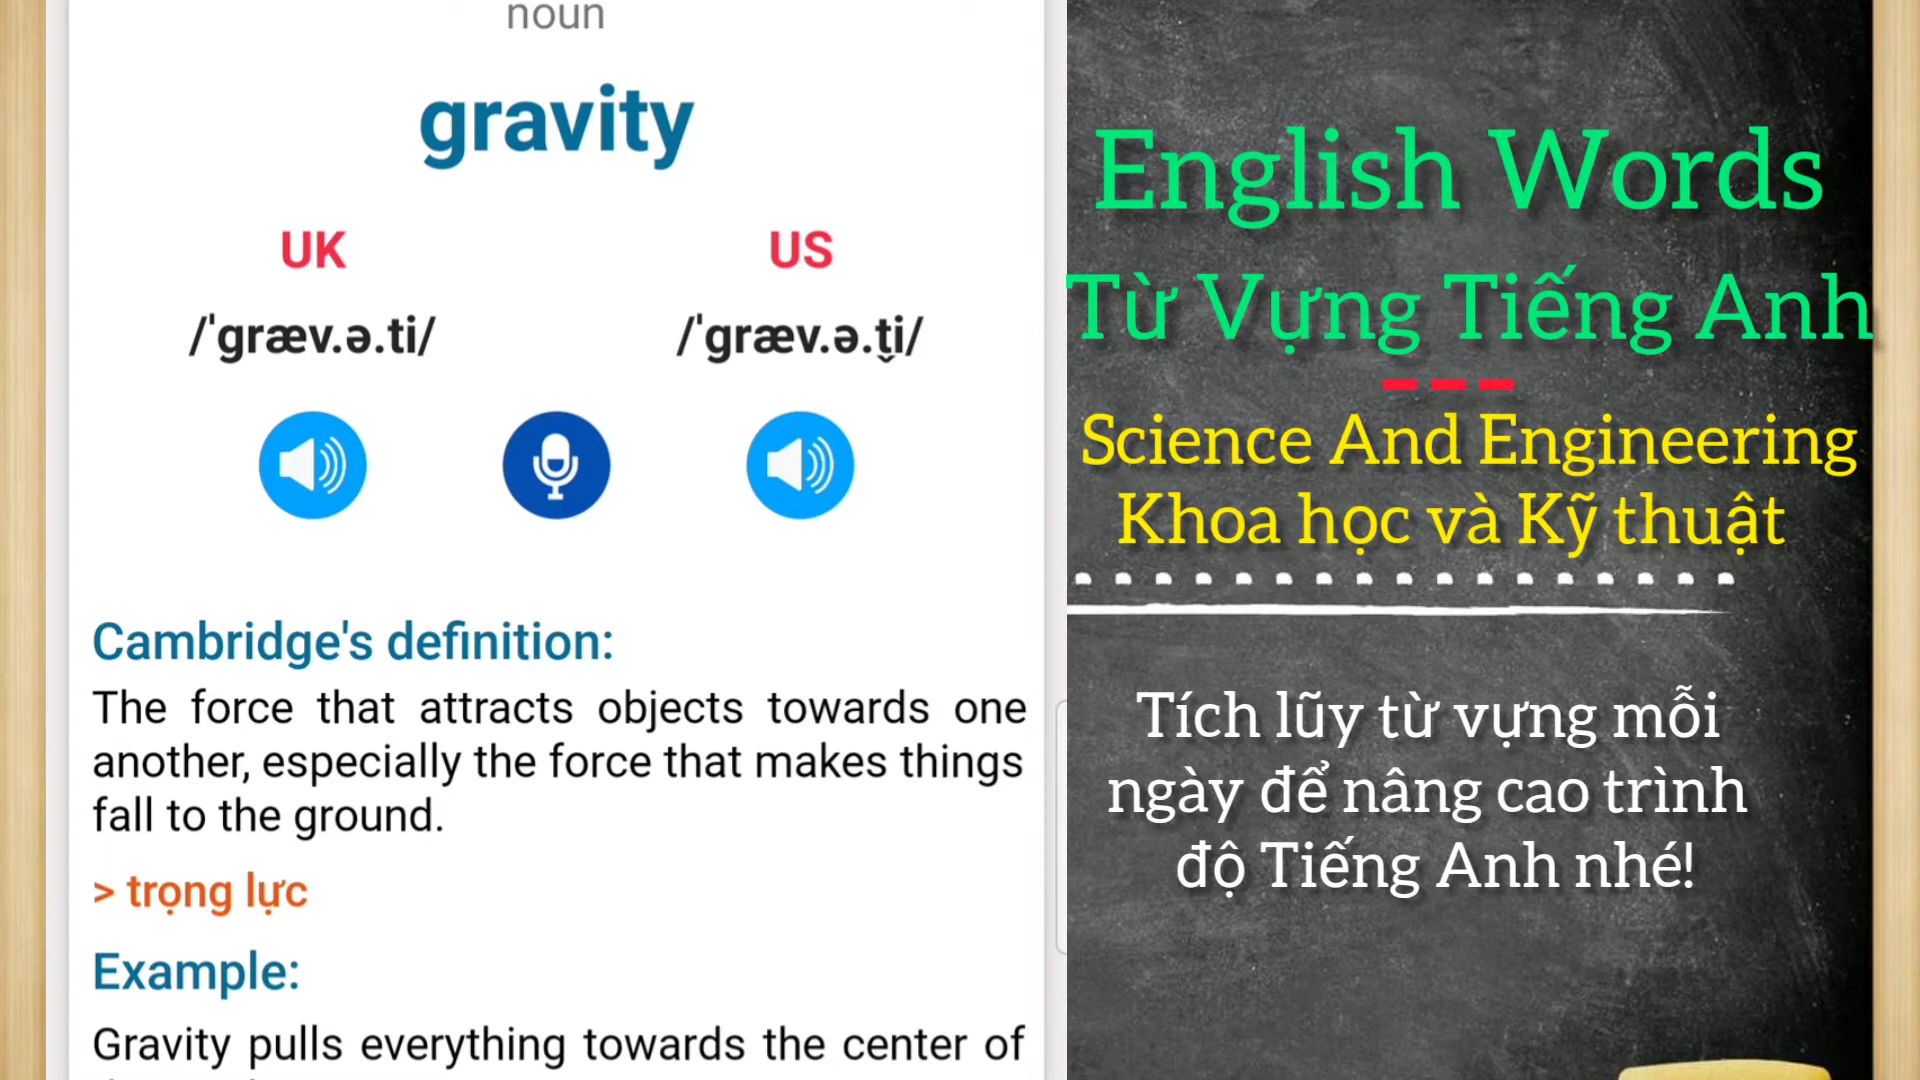 noun
gravity
UK
US
/ˈɡræv.ə.ti/
/ˈɡræv.ə.t̬i/
Cambridge's definition:
The force that attracts objects towards one
another, especially the force that makes things
fall to the ground.
> trọng lực
Example:
Gravity pulls everything towards the center of
English Words
Từ Vựng Tiếng Anh
Science And Engineering
Khoa học và Kỹ thuật
Tích lũy từ vựng mỗi
ngày để nâng cao trình
độ Tiếng Anh nhé!